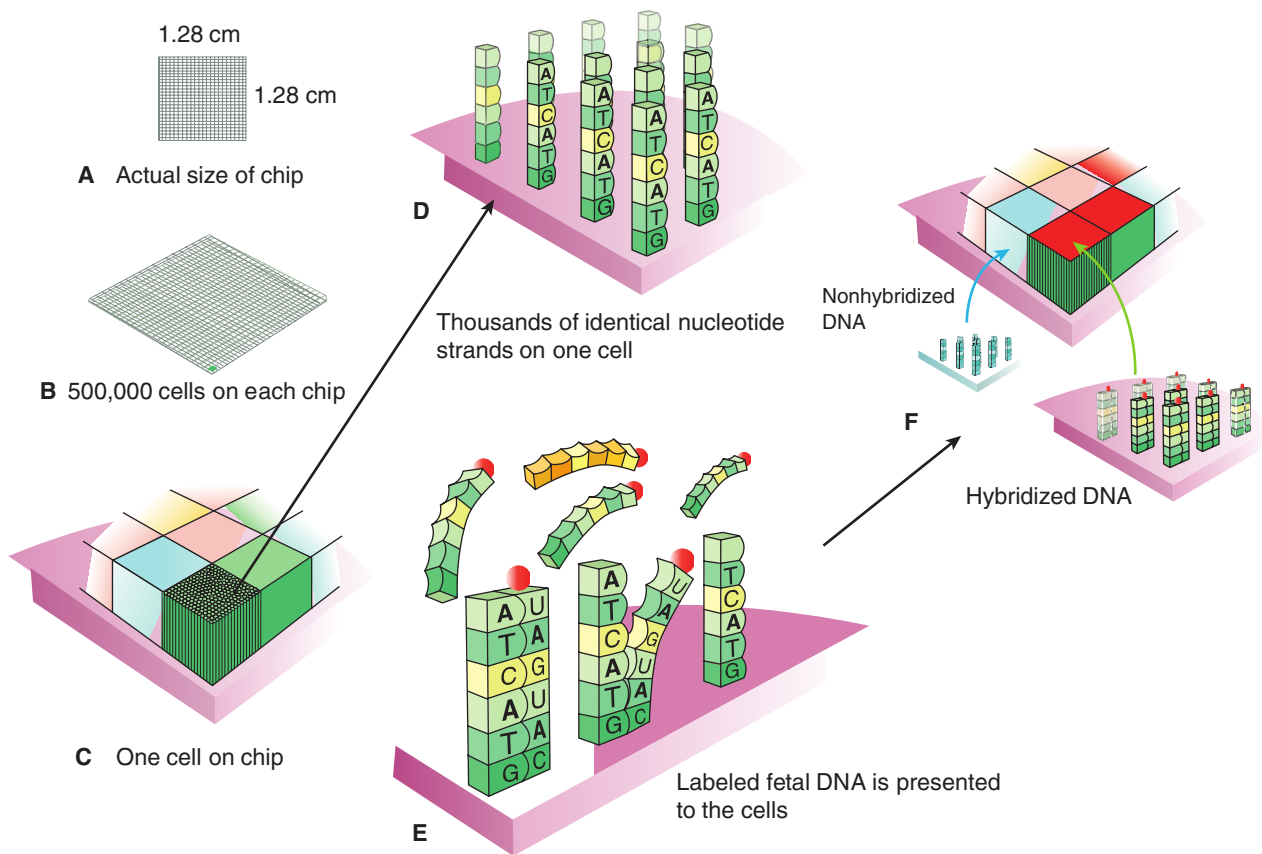 1.28 cm
1.28 cm
A Actual size of chip
B 500,000 cells on each chip
C One cell on chip
D
A
T
C
A
T
G
A
T
C
A
T
G
A
T
C
A
T
G
A
T
C
A
T
G
Thousands of identical nucleotide
strands on one cell
E
A U
T A
C G
A U
T A
G C
A U
T A
C G
A U
T A
G C
T
C
A
T
G
Labeled fetal DNA is presented
to the cells
F
Nonhybridized
DNA
Hybridized DNA